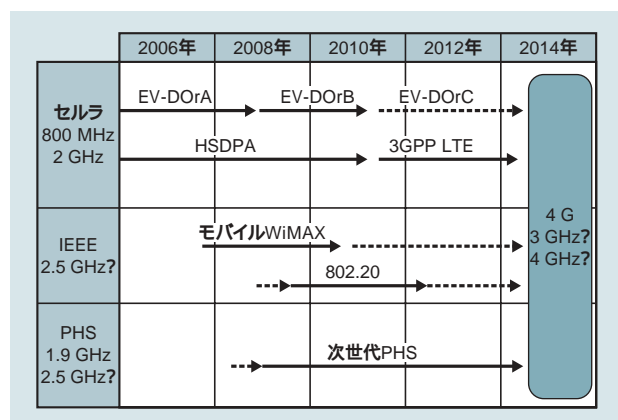 2006年 2008年 2010年 2012年 2014年
セルラ
800 MHz
2 GHz
EV-DOrA EV-DOrB EV-DOrC
HSDPA 3GPP LTE
IEEE
2.5 GHz?
モバイルWiMAX
802.20
PHS
1.9 GHz
2.5 GHz?
次世代PHS
4 G
3 GHz?
4 GHz?